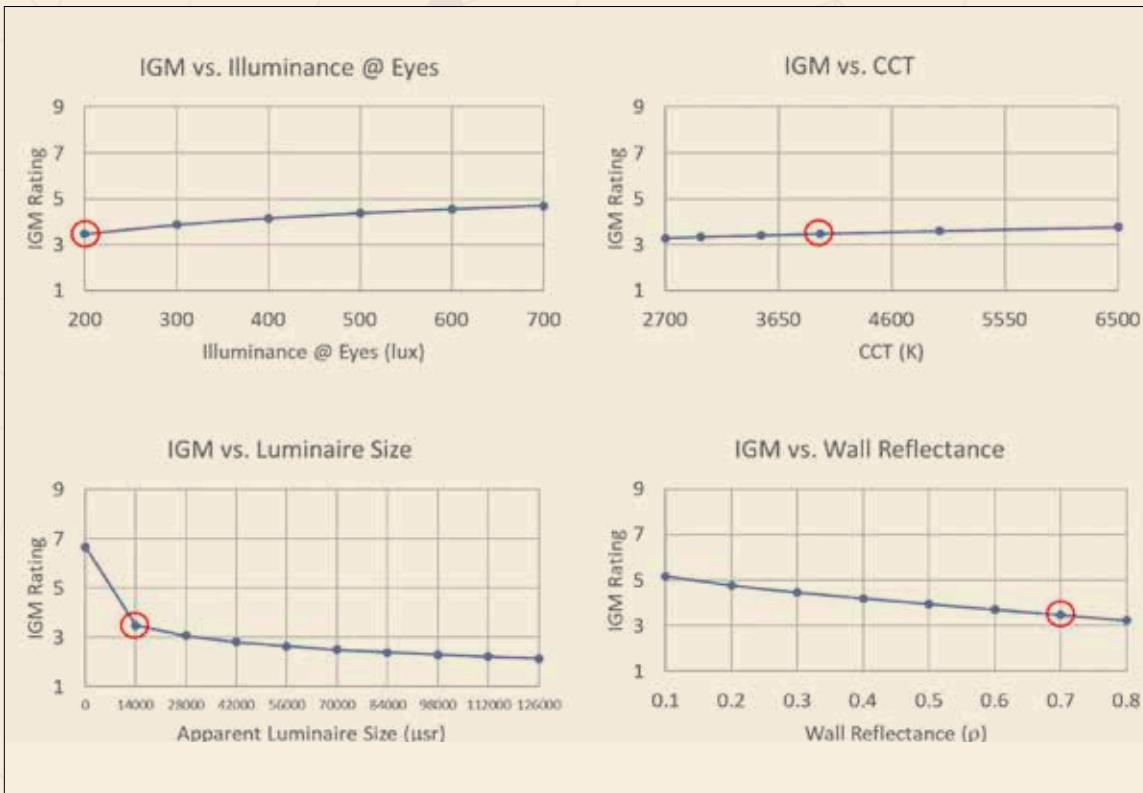 IGM vs. Illuminance @ Eyes
9
7
5
3
1
IGM Rating
200 300 400 500 600 700
Illuminance @ Eyes (lux)
IGM vs. CCT
9
7
5
3
1
IGM Rating
2700 3650 4600 5550 6500
CCT (K)
IGM vs. Luminaire Size
9
7
5
3
1
IGM Rating
0 14000 28000 42000 56000 70000 84000 98000 112000 126000
Apparent Luminaire Size (μsr)
IGM vs. Wall Reflectance
9
7
5
3
1
IGM Rating
0.1 0.2 0.3 0.4 0.5 0.6 0.7 0.8
Wall Reflectance (ρ)